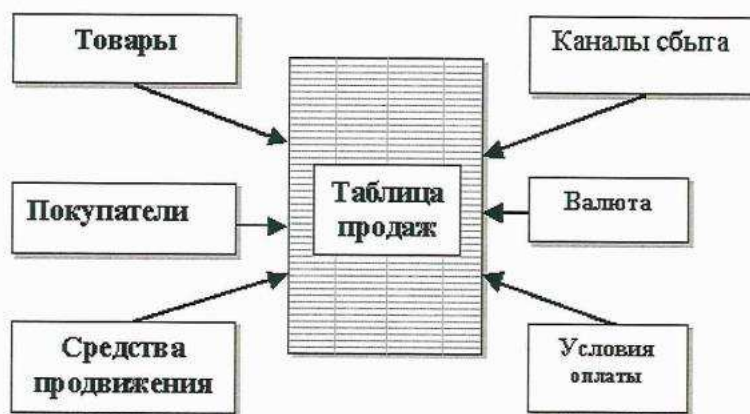 Товары
Каналы сбыта
Таблица
продаж
Покупатели
Валюта
Средства
продвижения
Условия
оплаты